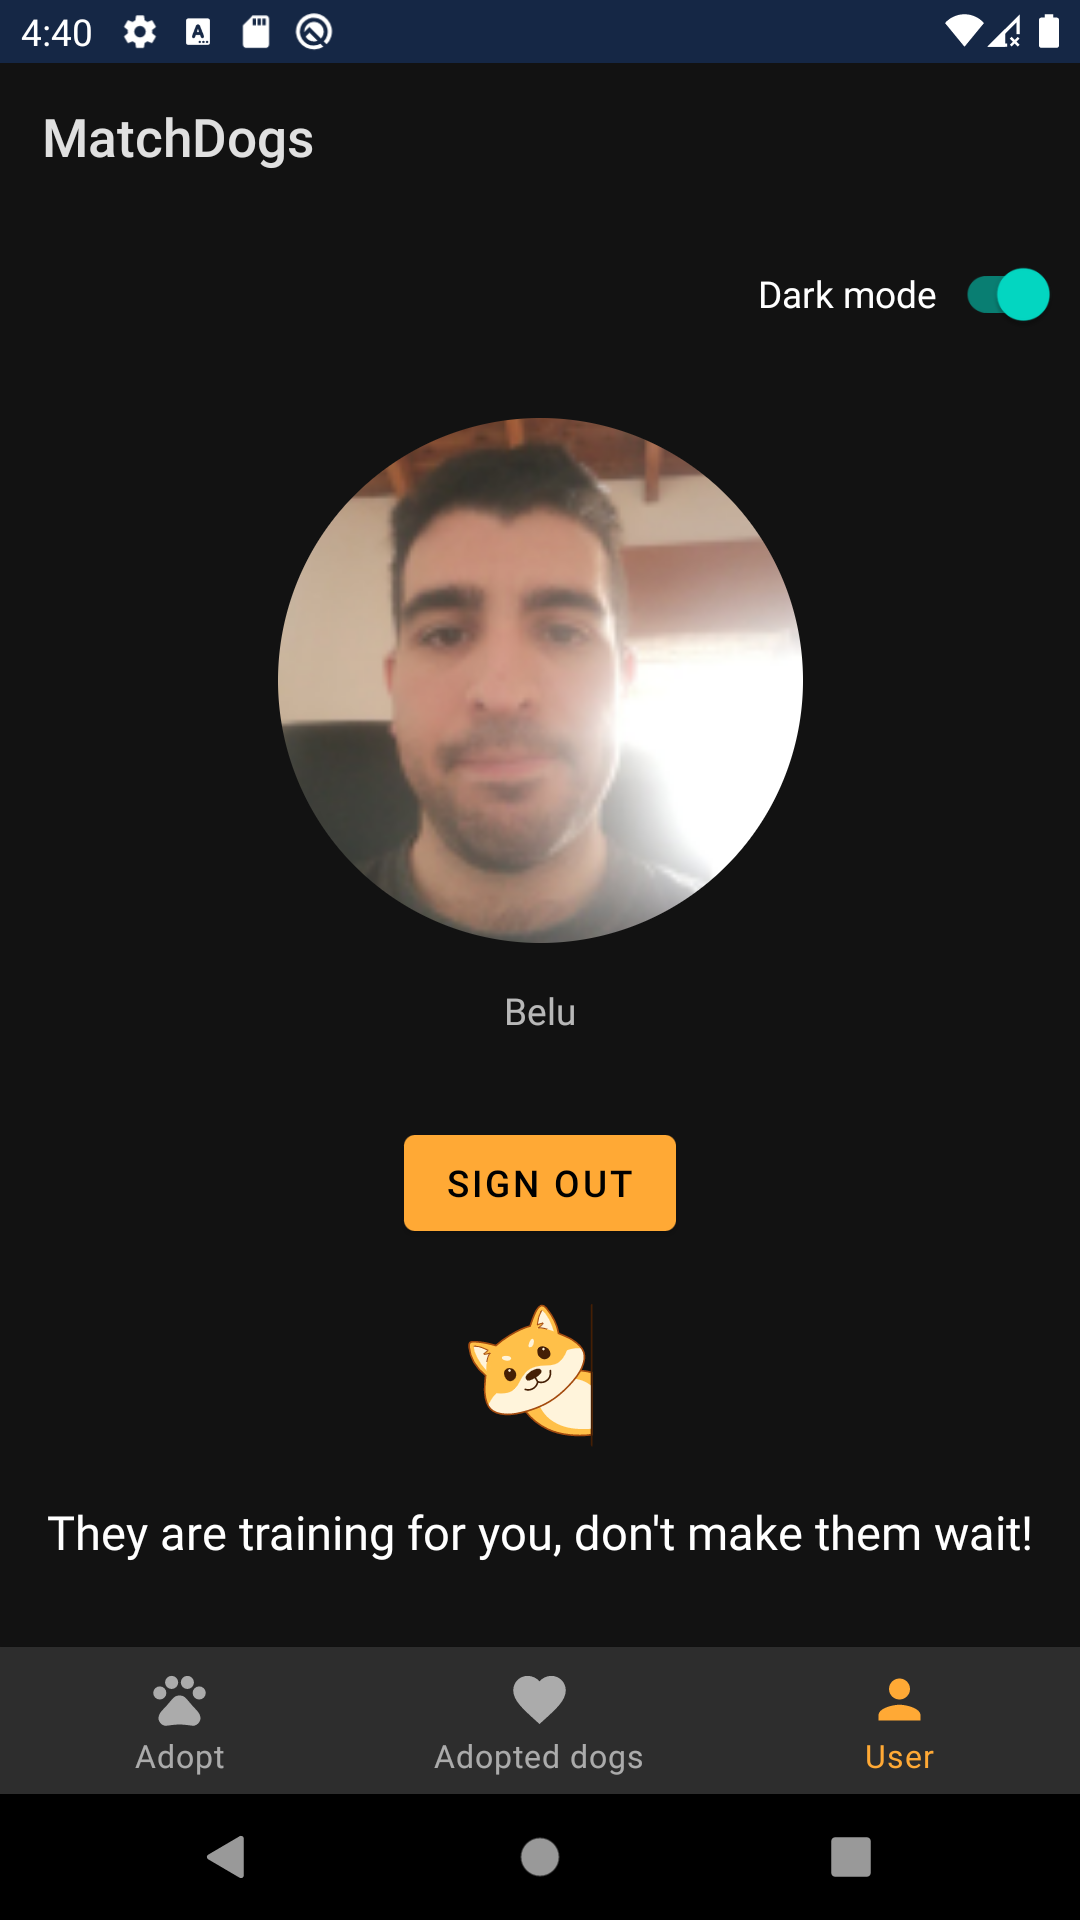 4:40
MatchDogs
Dark mode
Belu
SIGN OUT
They are training for you, don't make them wait!
Adopt
Adopted dogs
User